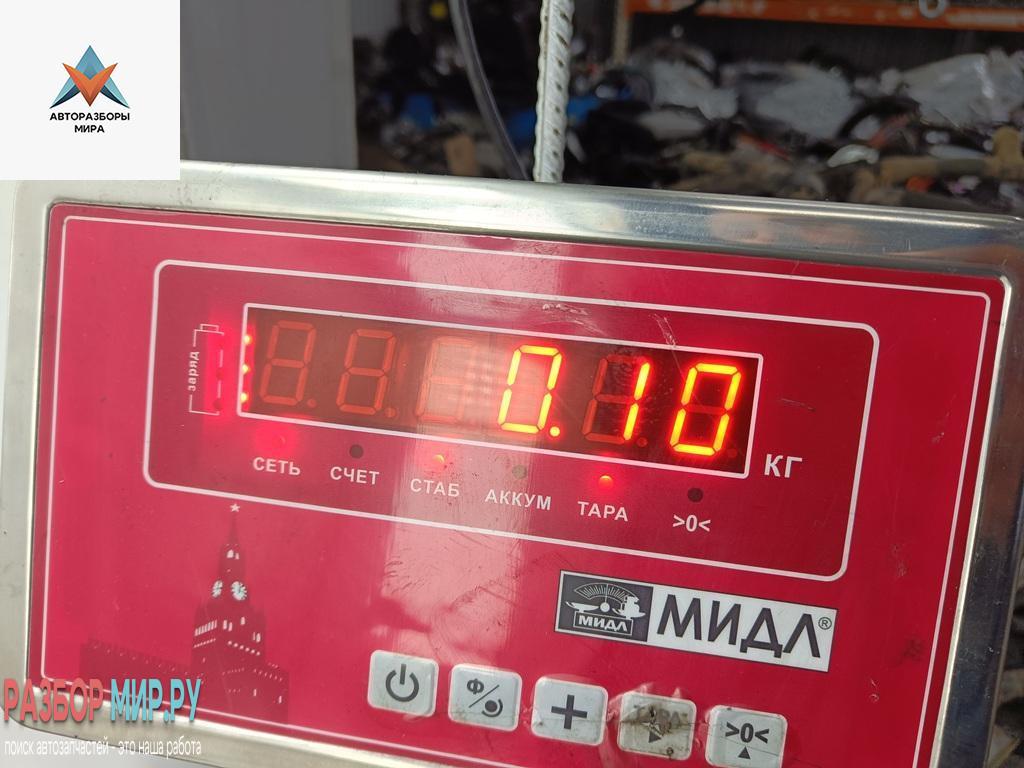 АВТОРАЗБОРЫ
МИРА
заряд
0.10
КГ
СЕТЬ
СЧЕТ
СТАБ
АККУМ
ТАРА
>0<
МИДЛ
МИДЛ®
Ф
ТАРА
>0<
РАЗБОР МИР.РУ
поиск автозапчастей - это наша работа